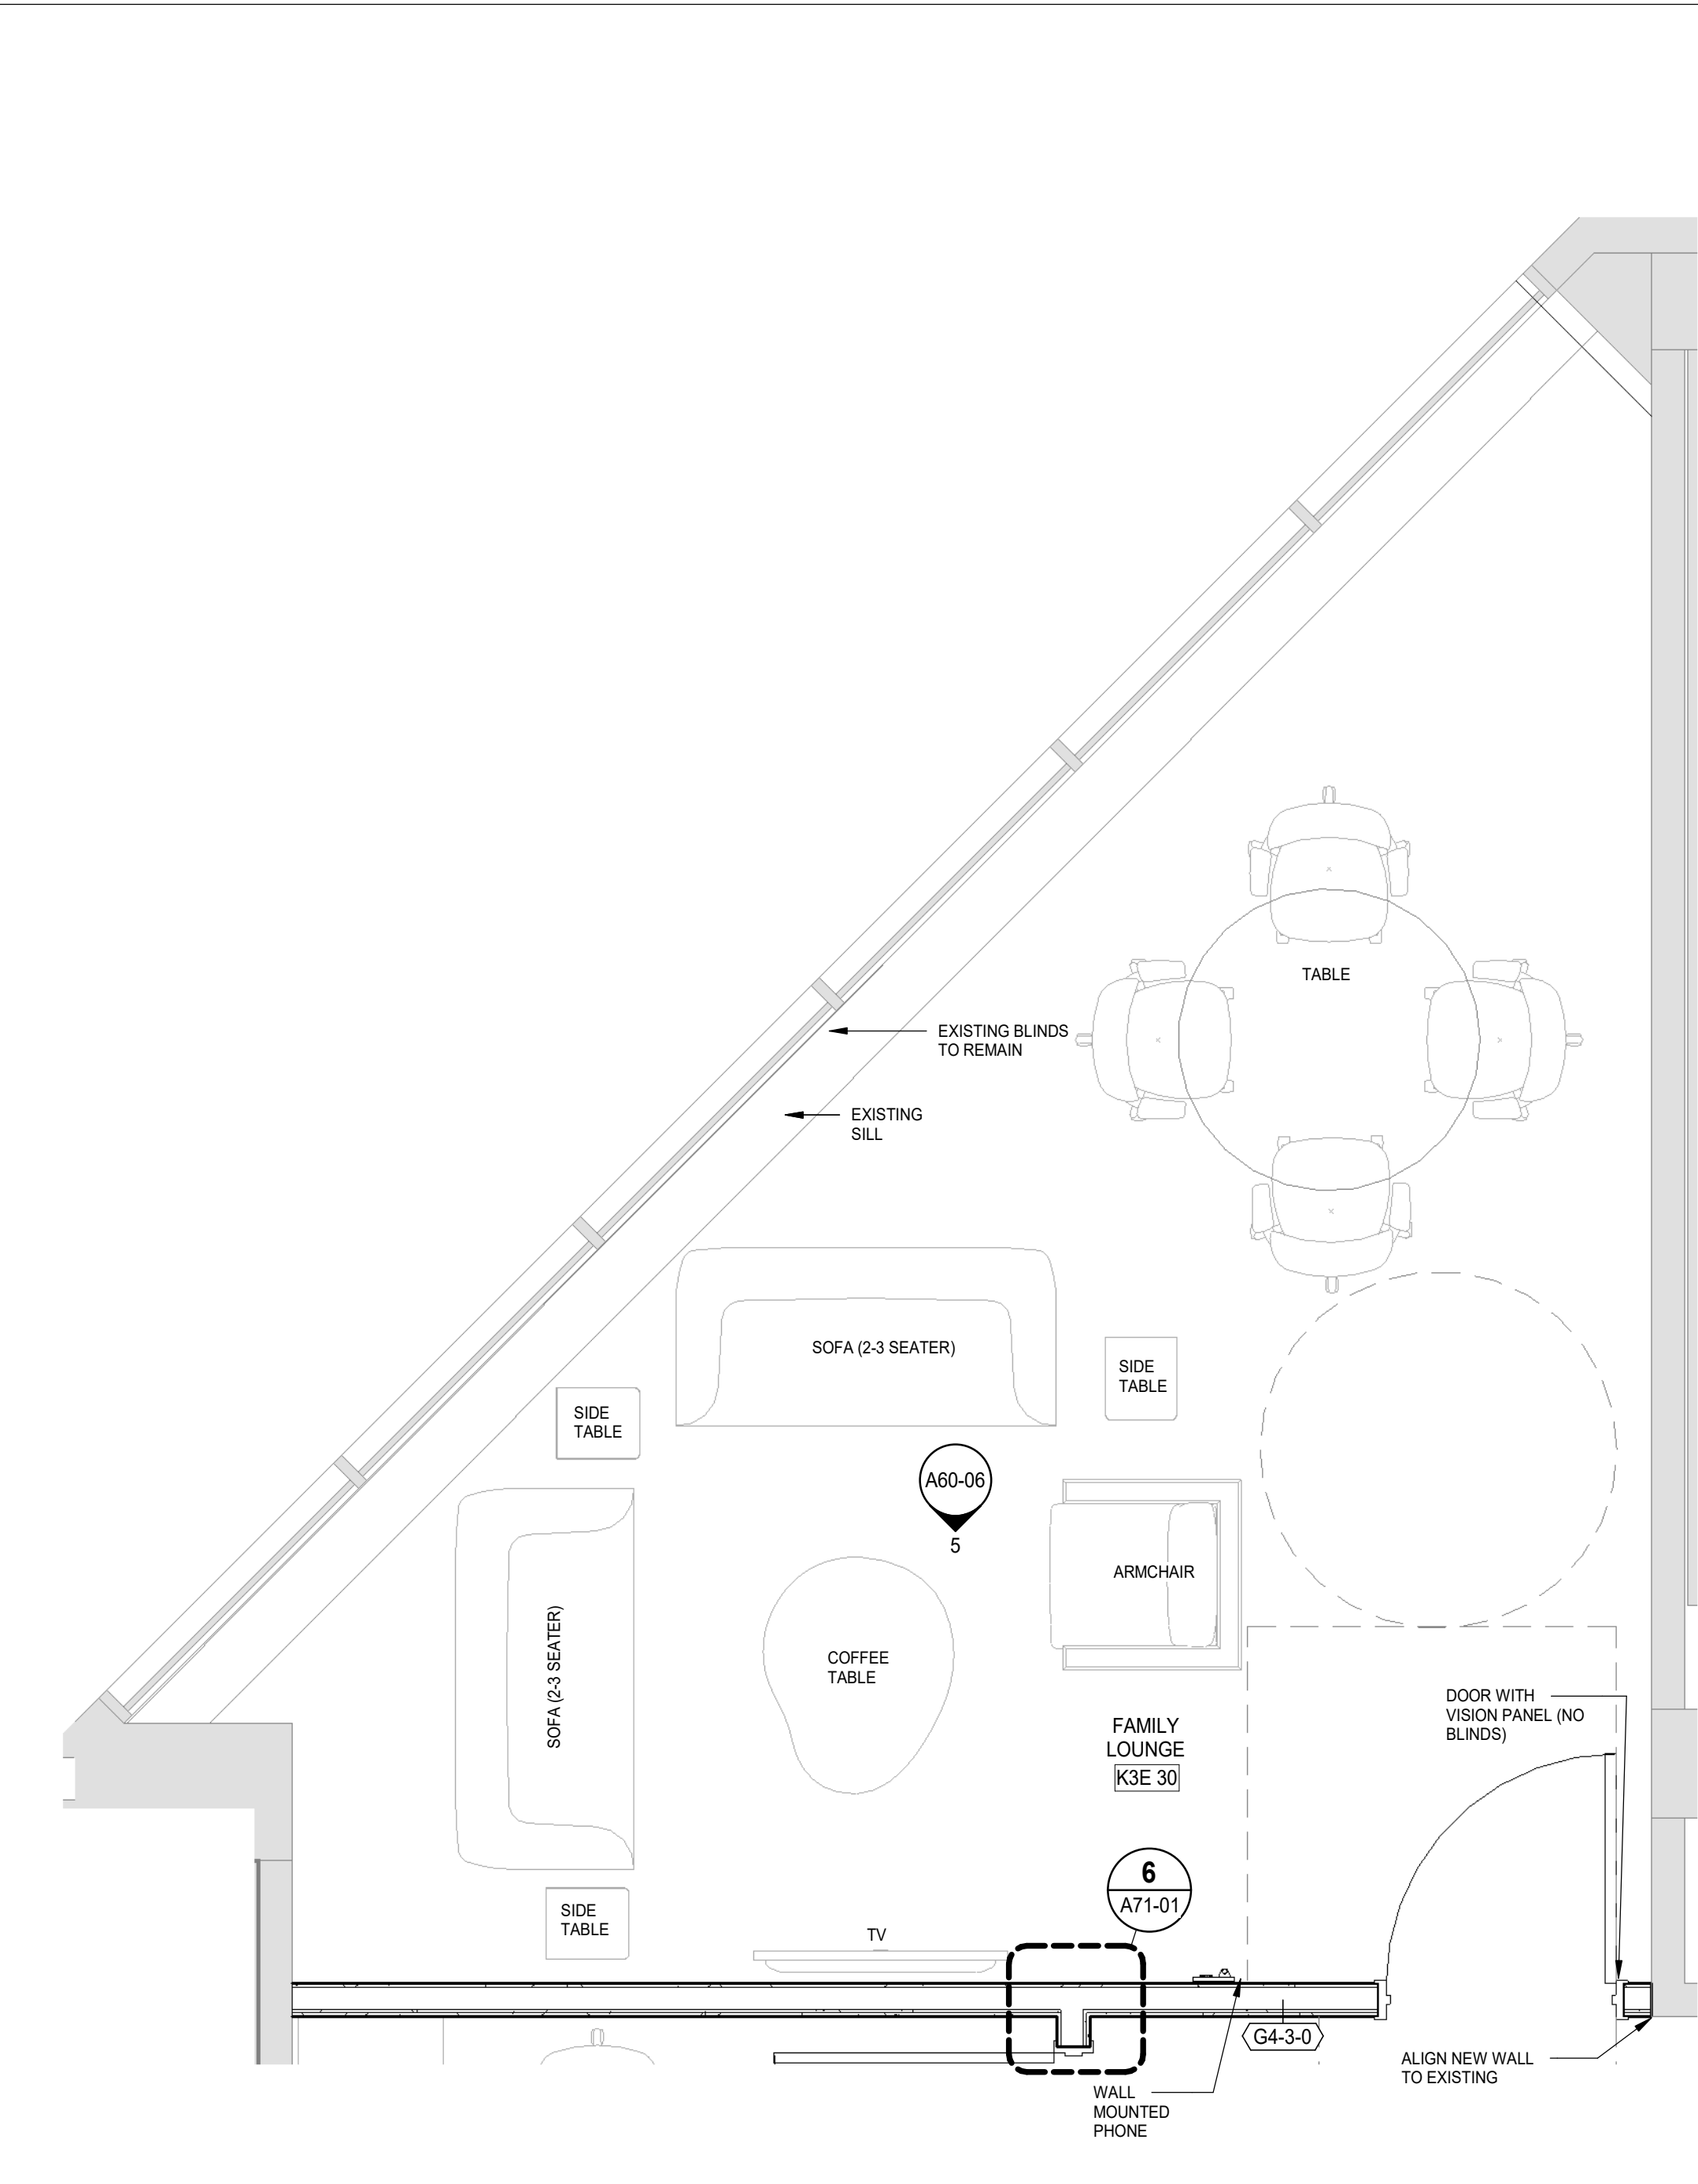 TABLE
EXISTING BLINDS
TO REMAIN
EXISTING
SILL
SOFA (2-3 SEATER)
SIDE
TABLE
SIDE
TABLE
A60-06
5
ARMCHAIR
SOFA (2-3 SEATER)
COFFEE
TABLE
DOOR WITH
VISION PANEL (NO
BLINDS)
FAMILY
LOUNGE
K3E 30
6
A71-01
SIDE
TABLE
TV
G4-3-0
ALIGN NEW WALL
TO EXISTING
WALL
MOUNTED
PHONE